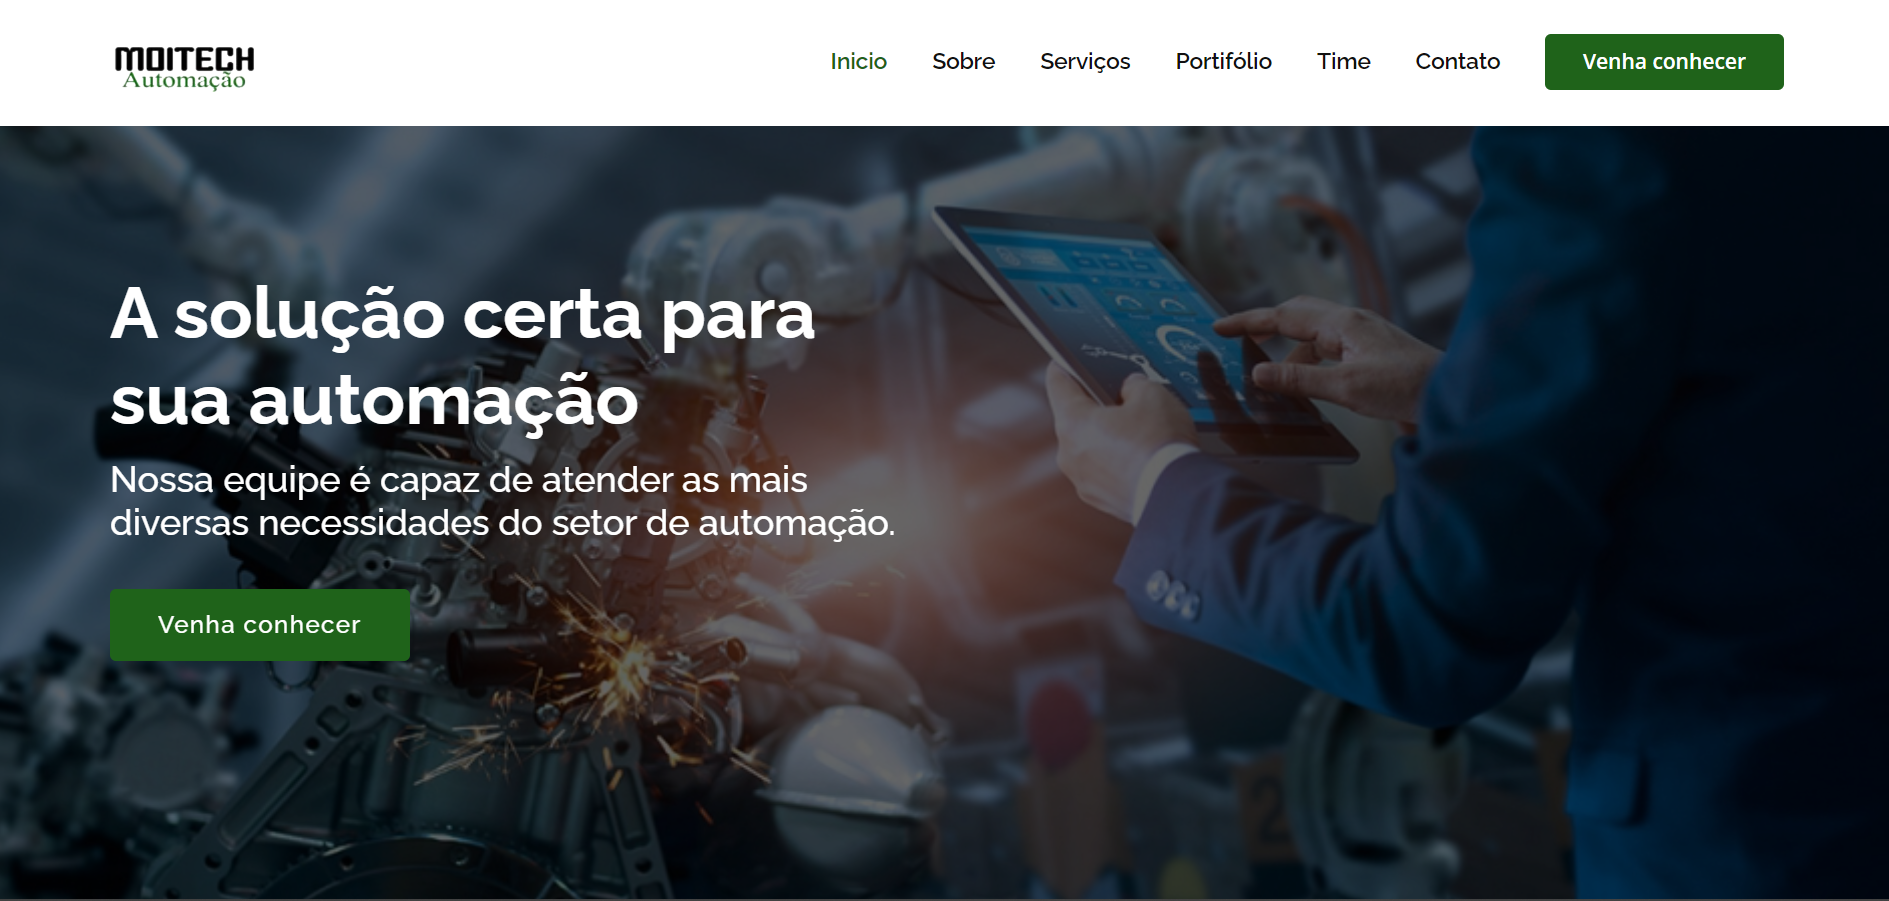 MOITECH
Automação
Inicio Sobre Serviços Portifólio Time Contato Venha conhecer
A solução certa para
sua automação
Nossa equipe é capaz de atender as mais
diversas necessidades do setor de automação.
Venha conhecer
2